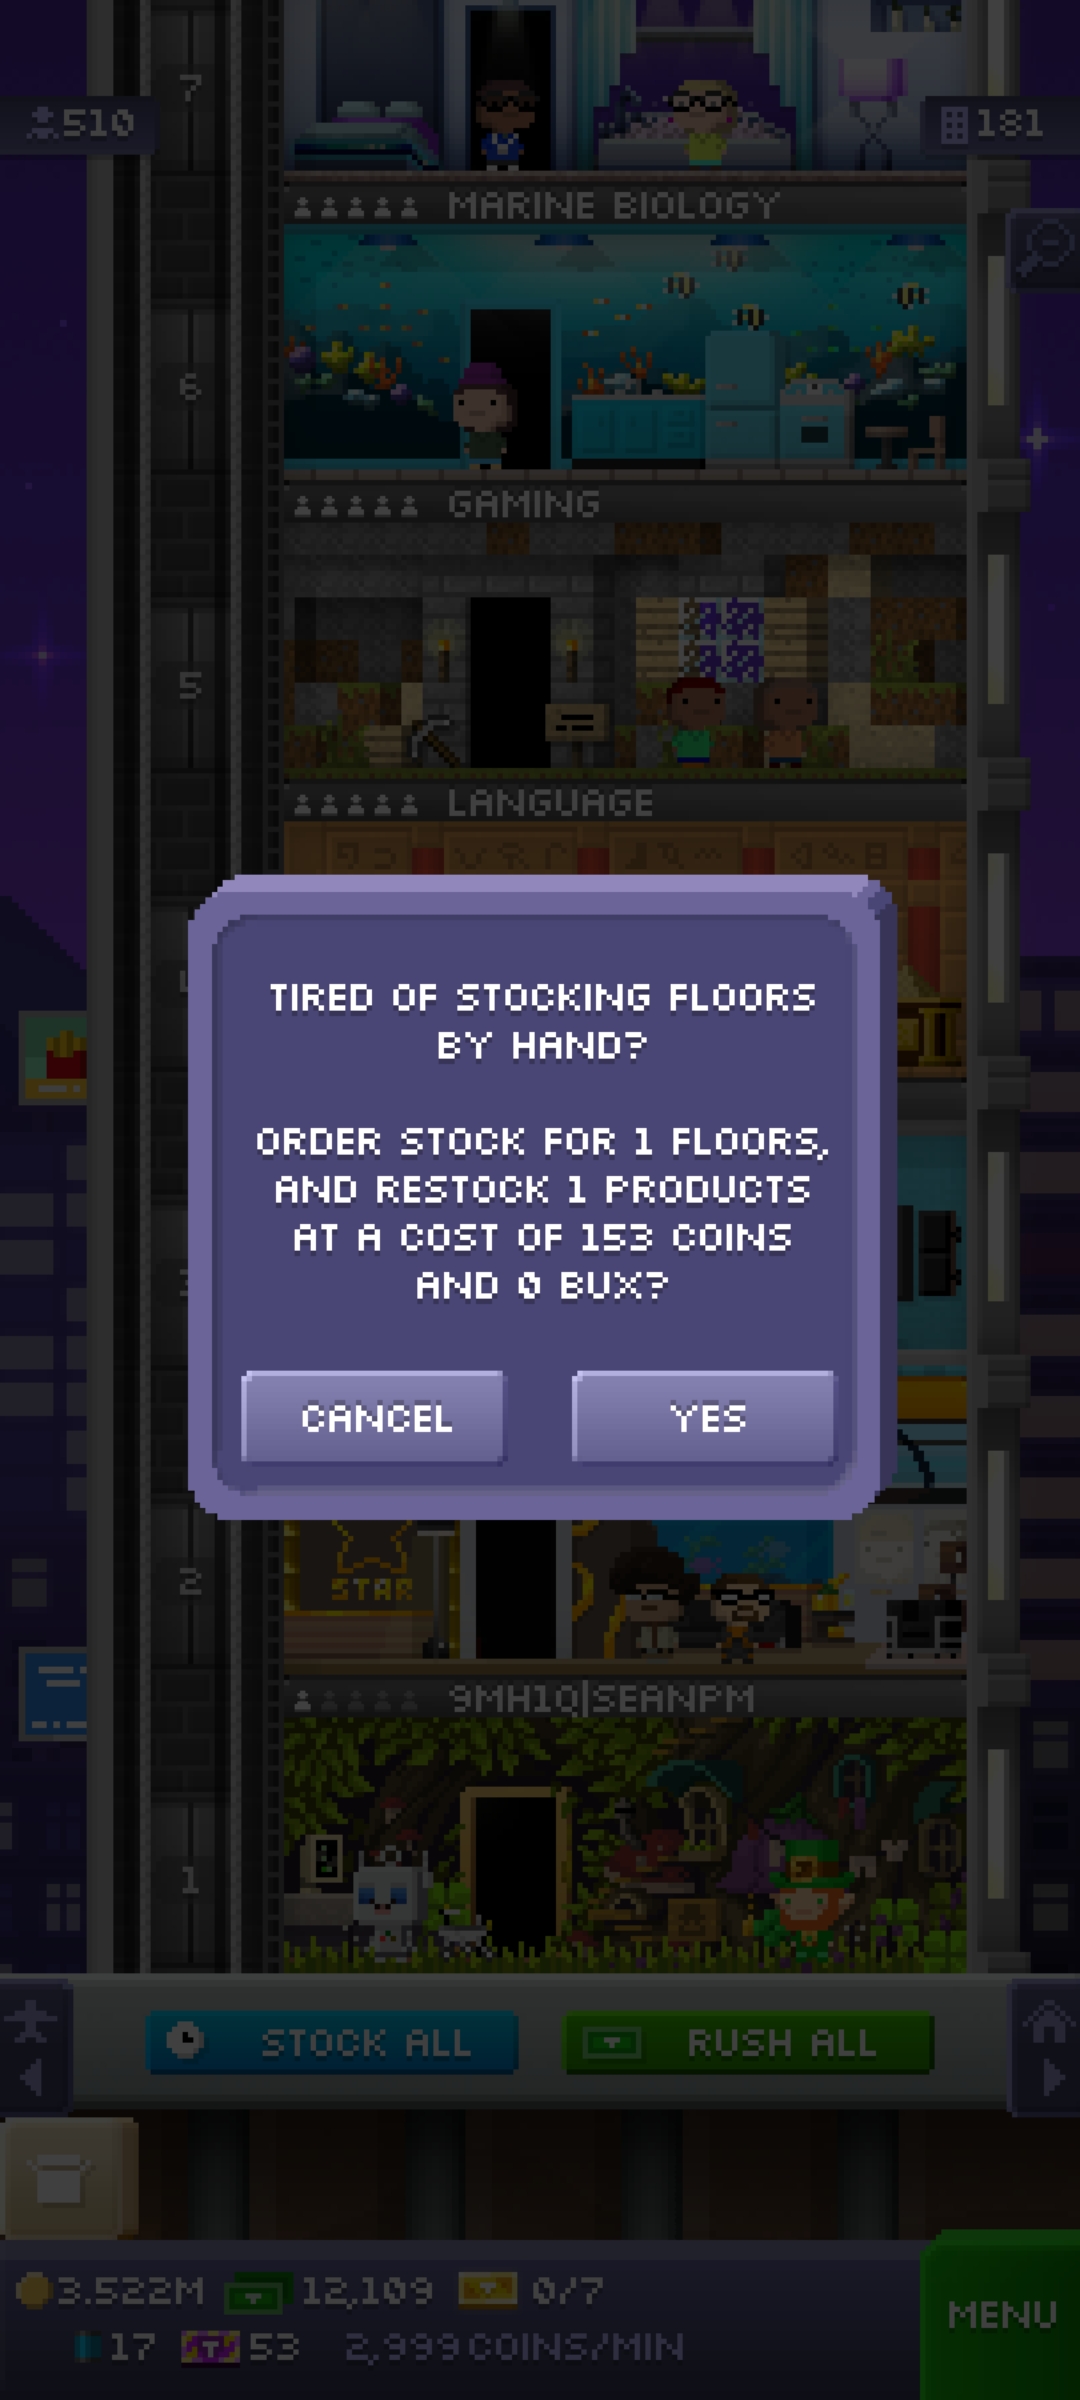 7
510
181
MARINE BIOLOGY
6
GAMING
5
LANGUAGE
TIRED OF STOCKING FLOORS
BY HAND?
ORDER STOCK FOR 1 FLOORS,
AND RESTOCK 1 PRODUCTS
AT A COST OF 153 COINS
AND 0 BUX?
CANCEL
YES
2
STAR
9MH1Q|SEANPM
1
STOCK ALL
RUSH ALL
3.522M
12,109
0/7
17
T
53
2,999 COINS/MIN
MENU